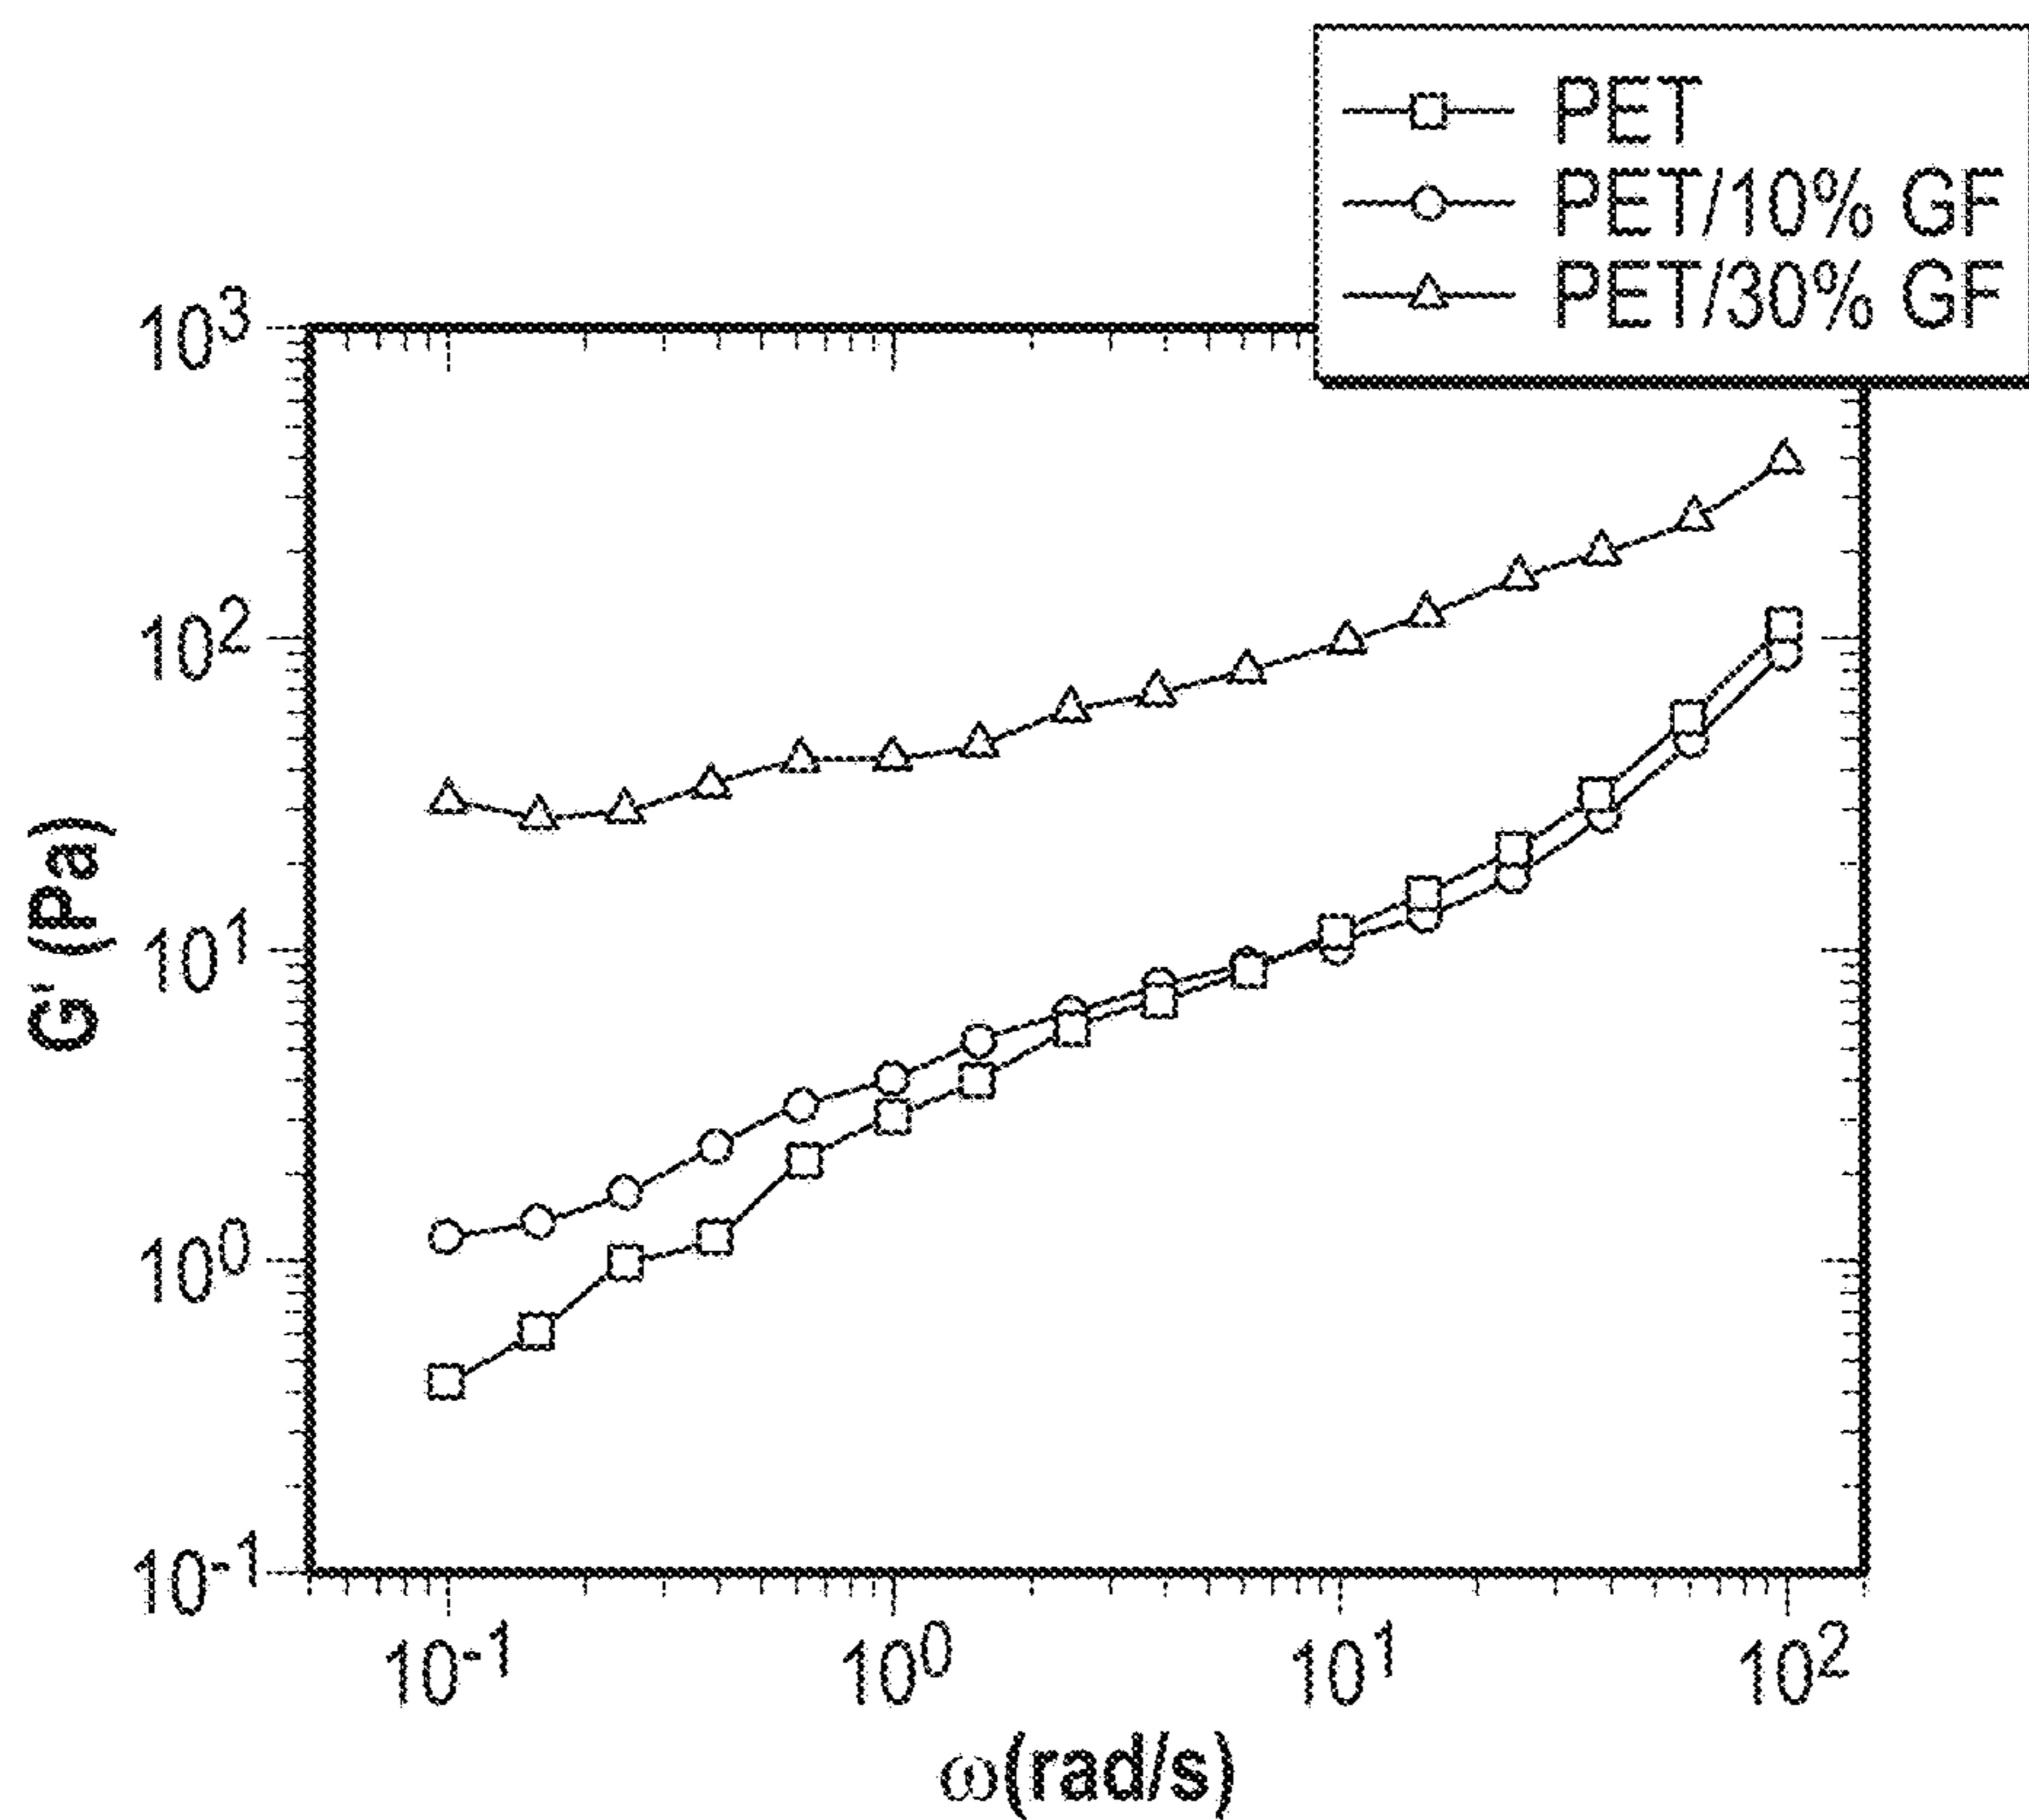 PET
PET/10% GF
PET/30% GF
10³
10²
10¹
10⁰
10⁻¹
G' (Pa)
10⁻¹ 10⁰ 10¹ 10²
ω(rad/s)